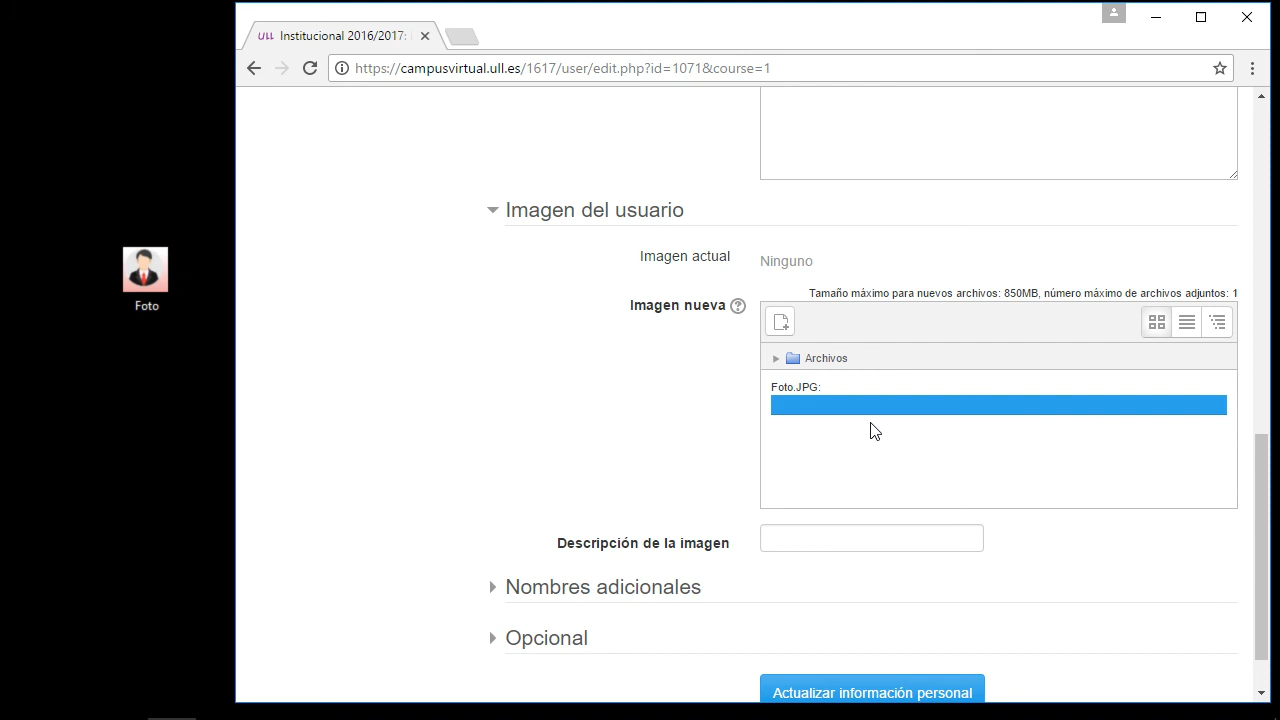 ULL Institucional 2016/2017:
https://campusvirtual.ull.es/1617/user/edit.php?id=1071&course=1
Foto
Imagen del usuario
Imagen actual
Ninguno
Tamaño máximo para nuevos archivos: 850MB, número máximo de archivos adjuntos: 1
Imagen nueva
Archivos
Foto.JPG:
Descripción de la imagen
Nombres adicionales
Opcional
Actualizar información personal